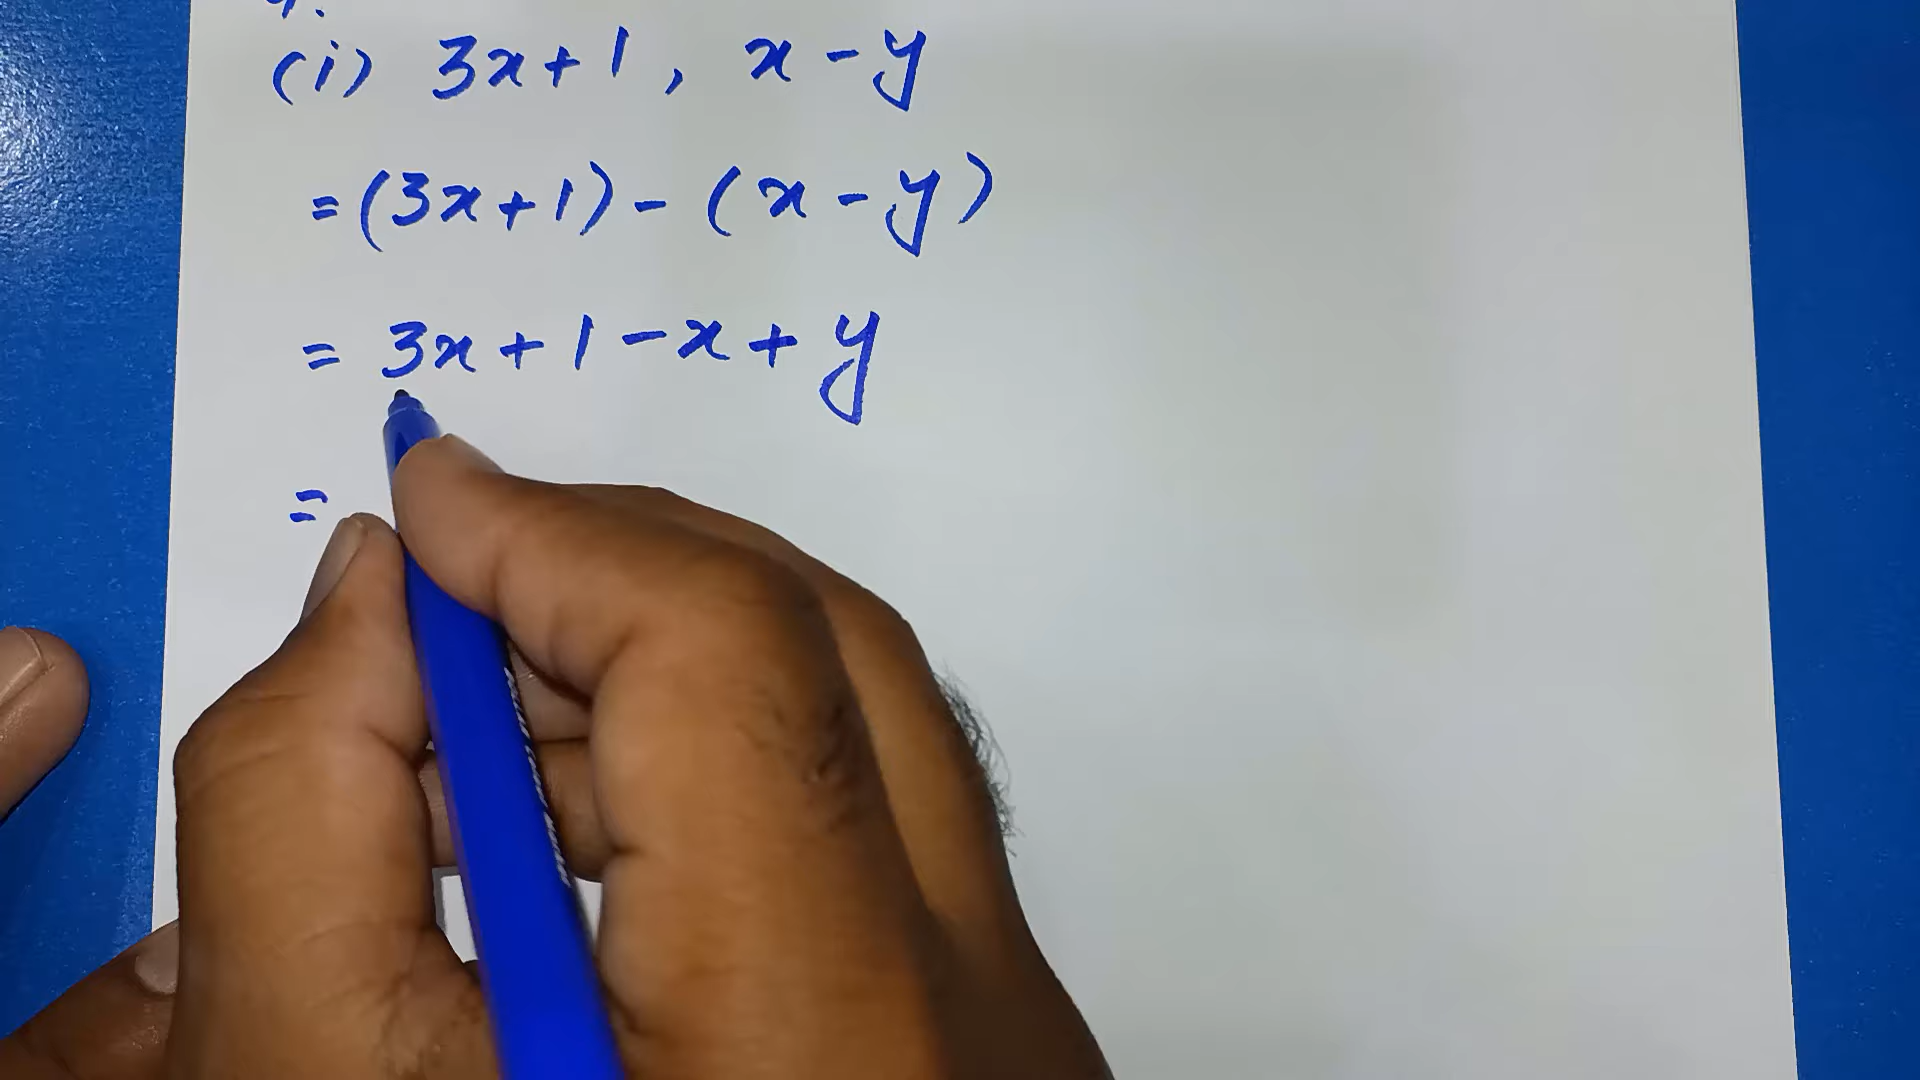 (i) 3x+1, x-y
=(3x+1)-(x-y)
= 3x+1-x+y
=